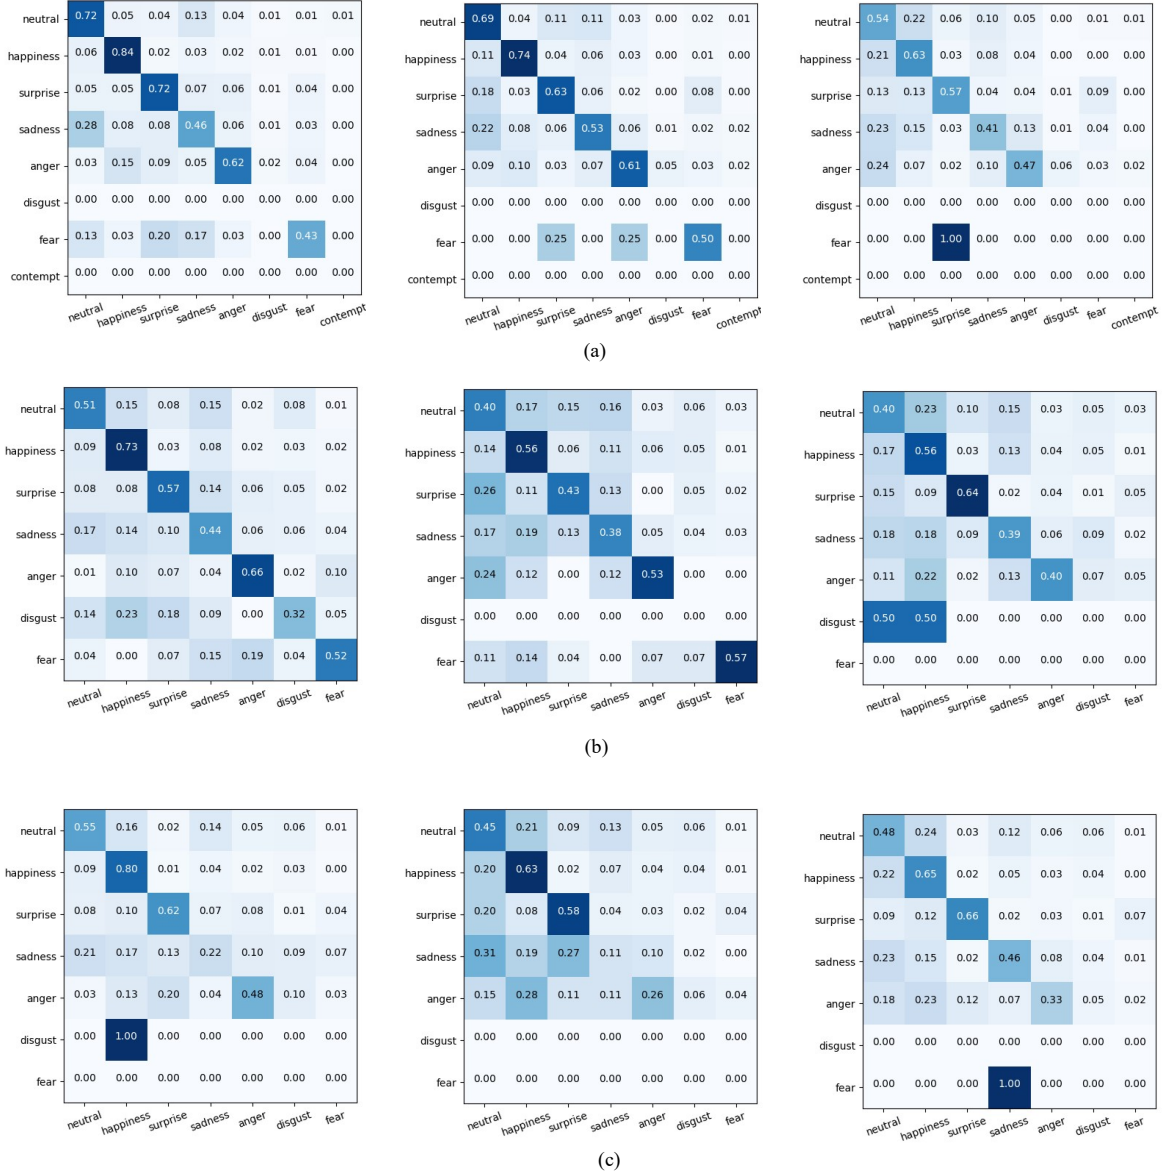 neutral 0.72 0.05 0.04 0.13 0.04 0.01 0.01 0.01
happiness 0.06 0.84 0.02 0.03 0.02 0.01 0.01 0.00
surprise 0.05 0.05 0.72 0.07 0.06 0.01 0.04 0.00
sadness 0.28 0.08 0.08 0.46 0.06 0.01 0.03 0.00
anger 0.03 0.15 0.09 0.05 0.62 0.02 0.04 0.00
disgust 0.00 0.00 0.00 0.00 0.00 0.00 0.00 0.00
fear 0.13 0.03 0.20 0.17 0.03 0.00 0.43 0.00
contempt 0.00 0.00 0.00 0.00 0.00 0.00 0.00 0.00
neutral happiness surprise sadness anger disgust fear contempt
neutral 0.69 0.04 0.11 0.11 0.03 0.00 0.02 0.01
happiness 0.11 0.74 0.04 0.06 0.03 0.00 0.01 0.00
surprise 0.18 0.03 0.63 0.06 0.02 0.00 0.08 0.00
sadness 0.22 0.08 0.06 0.53 0.06 0.01 0.02 0.02
anger 0.09 0.10 0.03 0.07 0.61 0.05 0.03 0.02
disgust 0.00 0.00 0.00 0.00 0.00 0.00 0.00 0.00
fear 0.00 0.00 0.25 0.00 0.25 0.00 0.50 0.00
contempt 0.00 0.00 0.00 0.00 0.00 0.00 0.00 0.00
neutral happiness surprise sadness anger disgust fear contempt
neutral 0.54 0.22 0.06 0.10 0.05 0.00 0.01 0.01
happiness 0.21 0.63 0.03 0.08 0.04 0.00 0.01 0.00
surprise 0.13 0.13 0.57 0.04 0.04 0.01 0.09 0.00
sadness 0.23 0.15 0.03 0.41 0.13 0.01 0.04 0.00
anger 0.24 0.07 0.02 0.10 0.47 0.06 0.03 0.02
disgust 0.00 0.00 0.00 0.00 0.00 0.00 0.00 0.00
fear 0.00 0.00 1.00 0.00 0.00 0.00 0.00 0.00
contempt 0.00 0.00 0.00 0.00 0.00 0.00 0.00 0.00
neutral happiness surprise sadness anger disgust fear contempt
(a)
neutral 0.51 0.15 0.08 0.15 0.02 0.08 0.01
happiness 0.09 0.73 0.03 0.08 0.02 0.03 0.02
surprise 0.08 0.08 0.57 0.14 0.06 0.05 0.02
sadness 0.17 0.14 0.10 0.44 0.06 0.06 0.04
anger 0.01 0.10 0.07 0.04 0.66 0.02 0.10
disgust 0.14 0.23 0.18 0.09 0.00 0.32 0.05
fear 0.04 0.00 0.07 0.15 0.19 0.04 0.52
neutral happiness surprise sadness anger disgust fear
neutral 0.40 0.17 0.15 0.16 0.03 0.06 0.03
happiness 0.14 0.56 0.06 0.11 0.06 0.05 0.01
surprise 0.26 0.11 0.43 0.13 0.00 0.05 0.02
sadness 0.17 0.19 0.13 0.38 0.05 0.04 0.03
anger 0.24 0.12 0.00 0.12 0.53 0.00 0.00
disgust 0.00 0.00 0.00 0.00 0.00 0.00 0.00
fear 0.11 0.14 0.04 0.00 0.07 0.07 0.57
neutral happiness surprise sadness anger disgust fear
neutral 0.40 0.23 0.10 0.15 0.03 0.05 0.03
happiness 0.17 0.56 0.03 0.13 0.04 0.05 0.01
surprise 0.15 0.09 0.64 0.02 0.04 0.01 0.05
sadness 0.18 0.18 0.09 0.39 0.06 0.09 0.02
anger 0.11 0.22 0.02 0.13 0.40 0.07 0.05
disgust 0.50 0.50 0.00 0.00 0.00 0.00 0.00
fear 0.00 0.00 0.00 0.00 0.00 0.00 0.00
neutral happiness surprise sadness anger disgust fear
(b)
neutral 0.55 0.16 0.02 0.14 0.05 0.06 0.01
happiness 0.09 0.80 0.01 0.04 0.02 0.03 0.01
surprise 0.08 0.10 0.62 0.07 0.08 0.01 0.04
sadness 0.21 0.17 0.13 0.22 0.10 0.09 0.07
anger 0.03 0.13 0.20 0.04 0.48 0.10 0.03
disgust 0.00 1.00 0.00 0.00 0.00 0.00 0.00
fear 0.00 0.00 0.00 0.00 0.00 0.00 0.00
neutral happiness surprise sadness anger disgust fear
neutral 0.45 0.21 0.09 0.13 0.05 0.06 0.01
happiness 0.20 0.63 0.02 0.07 0.04 0.04 0.01
surprise 0.20 0.08 0.58 0.04 0.03 0.02 0.04
sadness 0.31 0.19 0.27 0.11 0.10 0.02 0.00
anger 0.15 0.28 0.11 0.11 0.26 0.06 0.04
disgust 0.00 0.00 0.00 0.00 0.00 0.00 0.00
fear 0.00 0.00 0.00 0.00 0.00 0.00 0.00
neutral happiness surprise sadness anger disgust fear
neutral 0.48 0.24 0.03 0.12 0.06 0.06 0.01
happiness 0.22 0.65 0.02 0.05 0.03 0.04 0.00
surprise 0.09 0.12 0.66 0.02 0.03 0.01 0.07
sadness 0.23 0.15 0.02 0.46 0.08 0.04 0.01
anger 0.18 0.23 0.12 0.07 0.33 0.05 0.02
disgust 0.00 0.00 0.00 0.00 0.00 0.00 0.00
fear 0.00 0.00 0.00 1.00 0.00 0.00 0.00
neutral happiness surprise sadness anger disgust fear
(c)